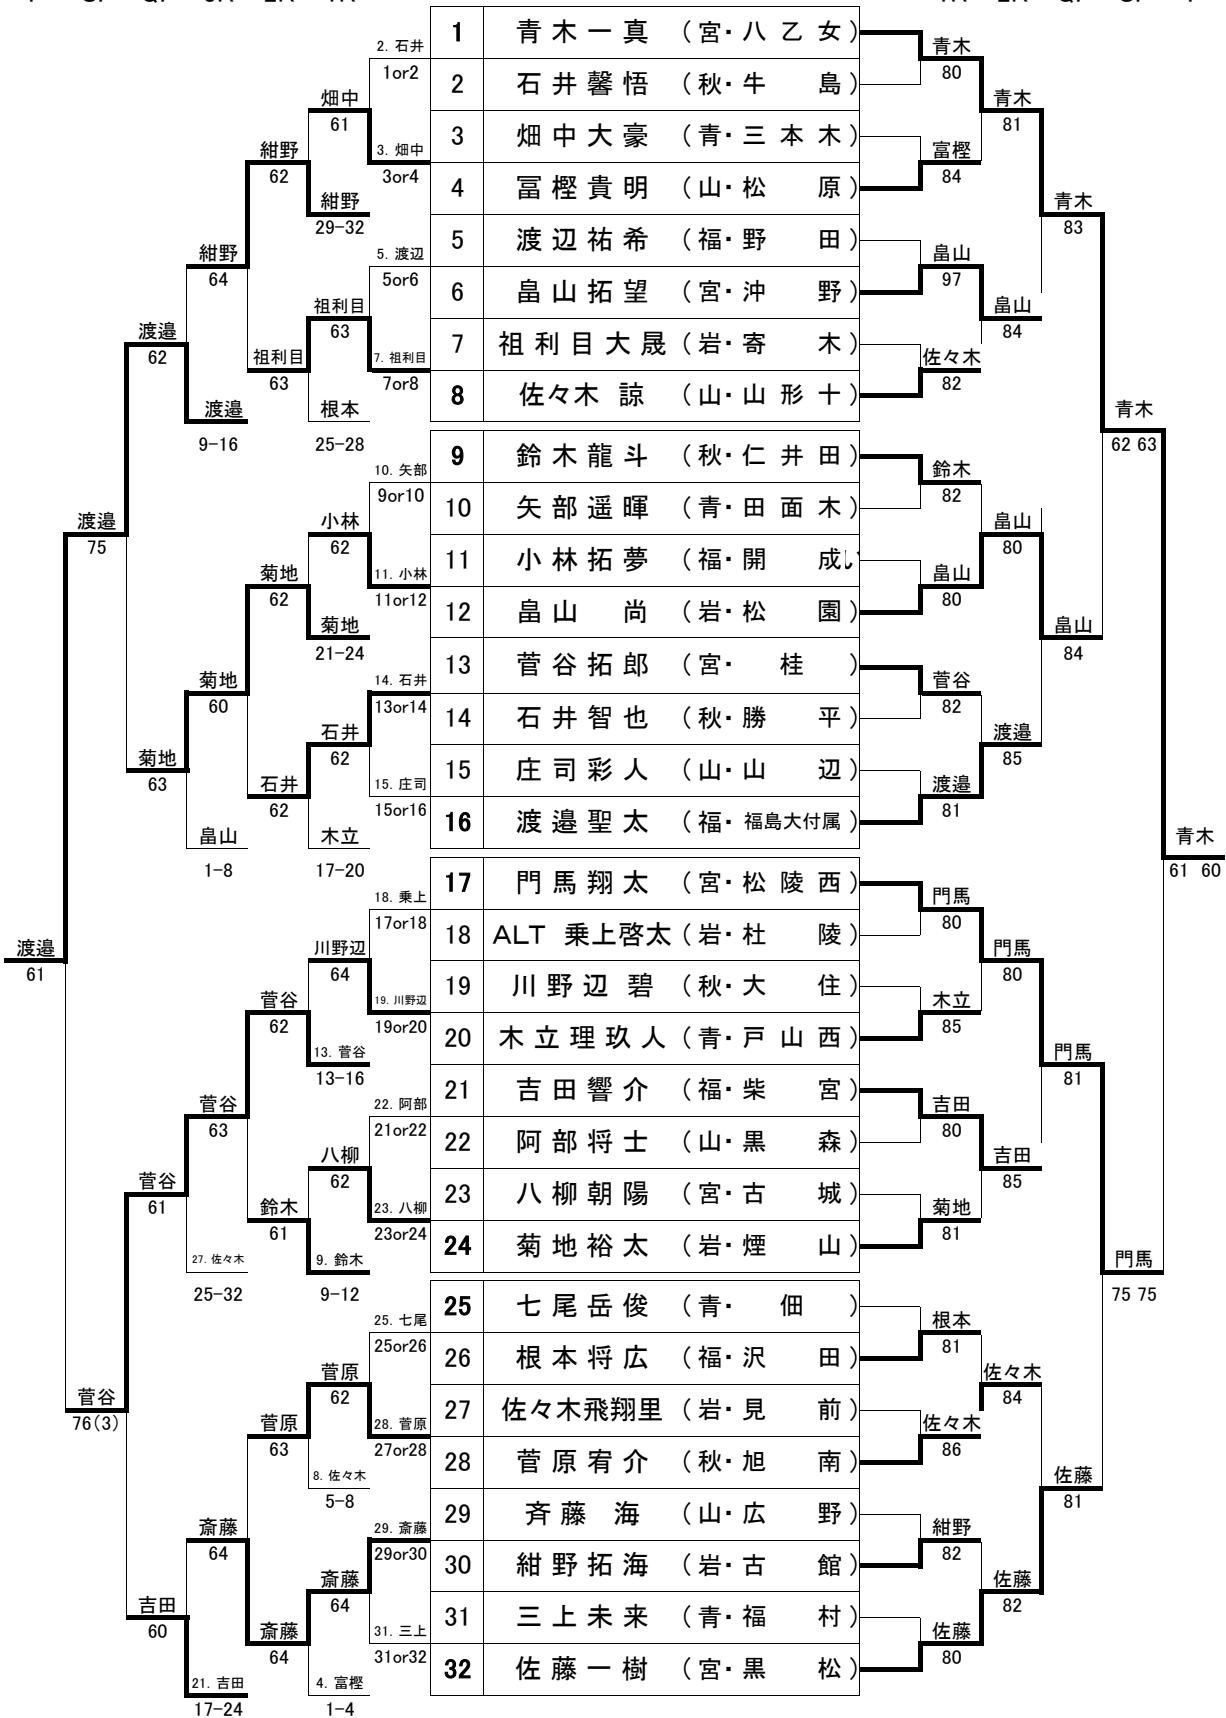 2. 石井 1 青木一真 （宮・八乙女） 青木
1or2 80
畑中 2 石井馨悟 （秋・牛島） 青木
61 81
紺野 3. 畑中 3 畑中大豪 （青・三本木） 富樫
62 3or4 84
紺野 4 冨樫貴明 （山・松原） 青木
29−32 83
紺野 5. 渡辺 5 渡辺祐希 （福・野田） 畠山
64 5or6 97
祖利目 6 畠山拓望 （宮・沖野） 畠山
63 84
渡邉 祖利目 7. 祖利目 7 祖利目大晟 （岩・寄木） 佐々木
62 63 7or8 82
渡邉 根本 8 佐々木諒 （山・山形十） 青木
9−16 25−28 62 63
10. 矢部 9 鈴木龍斗 （秋・仁井田） 鈴木
9or10 82
渡邉 小林 10 矢部遥暉 （青・田面木） 畠山
75 62 80
菊地 11. 小林 11 小林拓夢 （福・開成い 畠山
62 11or12 80
菊地 12 畠山尚 （岩・松園） 畠山
21−24 84
菊地 14. 石井 13 菅谷拓郎 （宮・桂） 菅谷
60 13or14 82
石井 14 石井智也 （秋・勝平） 渡邉
62 85
菊地 石井 15. 庄司 15 庄司彩人 （山・山辺） 渡邉
63 62 15or16 81
畠山 木立 16 渡邉聖太 （福・福島大付属） 青木
1−8 17−20 61 60
18. 乗上 17 門馬翔太 （宮・松陵西） 門馬
17or18 80
渡邉 川野辺 18 ALT 乗上啓太 （岩・杜陵） 門馬
61 64 80
菅谷 19. 川野辺 19 川野辺碧 （秋・大住） 木立
62 19or20 85
13. 菅谷 20 木立理玖人 （青・戸山西） 門馬
13−16 81
菅谷 22. 阿部 21 吉田響介 （福・柴宮） 吉田
63 21or22 80
八柳 22 阿部将士 （山・黒森） 吉田
62 85
菅谷 鈴木 23. 八柳 23 八柳朝陽 （宮・古城） 菊地
61 61 23or24 81
27. 佐々木 9. 鈴木 24 菊地裕太 （岩・煙山） 門馬
25−32 9−12 75 75
25. 七尾 25 七尾岳俊 （青・佃） 根本
25or26 81
菅谷 菅原 26 根本将広 （福・沢田） 佐々木
76(3) 62 84
菅原 28. 菅原 27 佐々木飛翔里 （岩・見前） 佐々木
63 27or28 86
8. 佐々木 28 菅原宥介 （秋・旭南） 佐藤
5−8 81
斎藤 29. 斎藤 29 斉藤海 （山・広野） 紺野
64 29or30 82
斎藤 30 紺野拓海 （岩・古館） 佐藤
64 82
吉田 斎藤 31. 三上 31 三上未来 （青・福村） 佐藤
60 64 31or32 80
21. 吉田 4. 富樫 32 佐藤一樹 （宮・黒松）
17−24 1−4